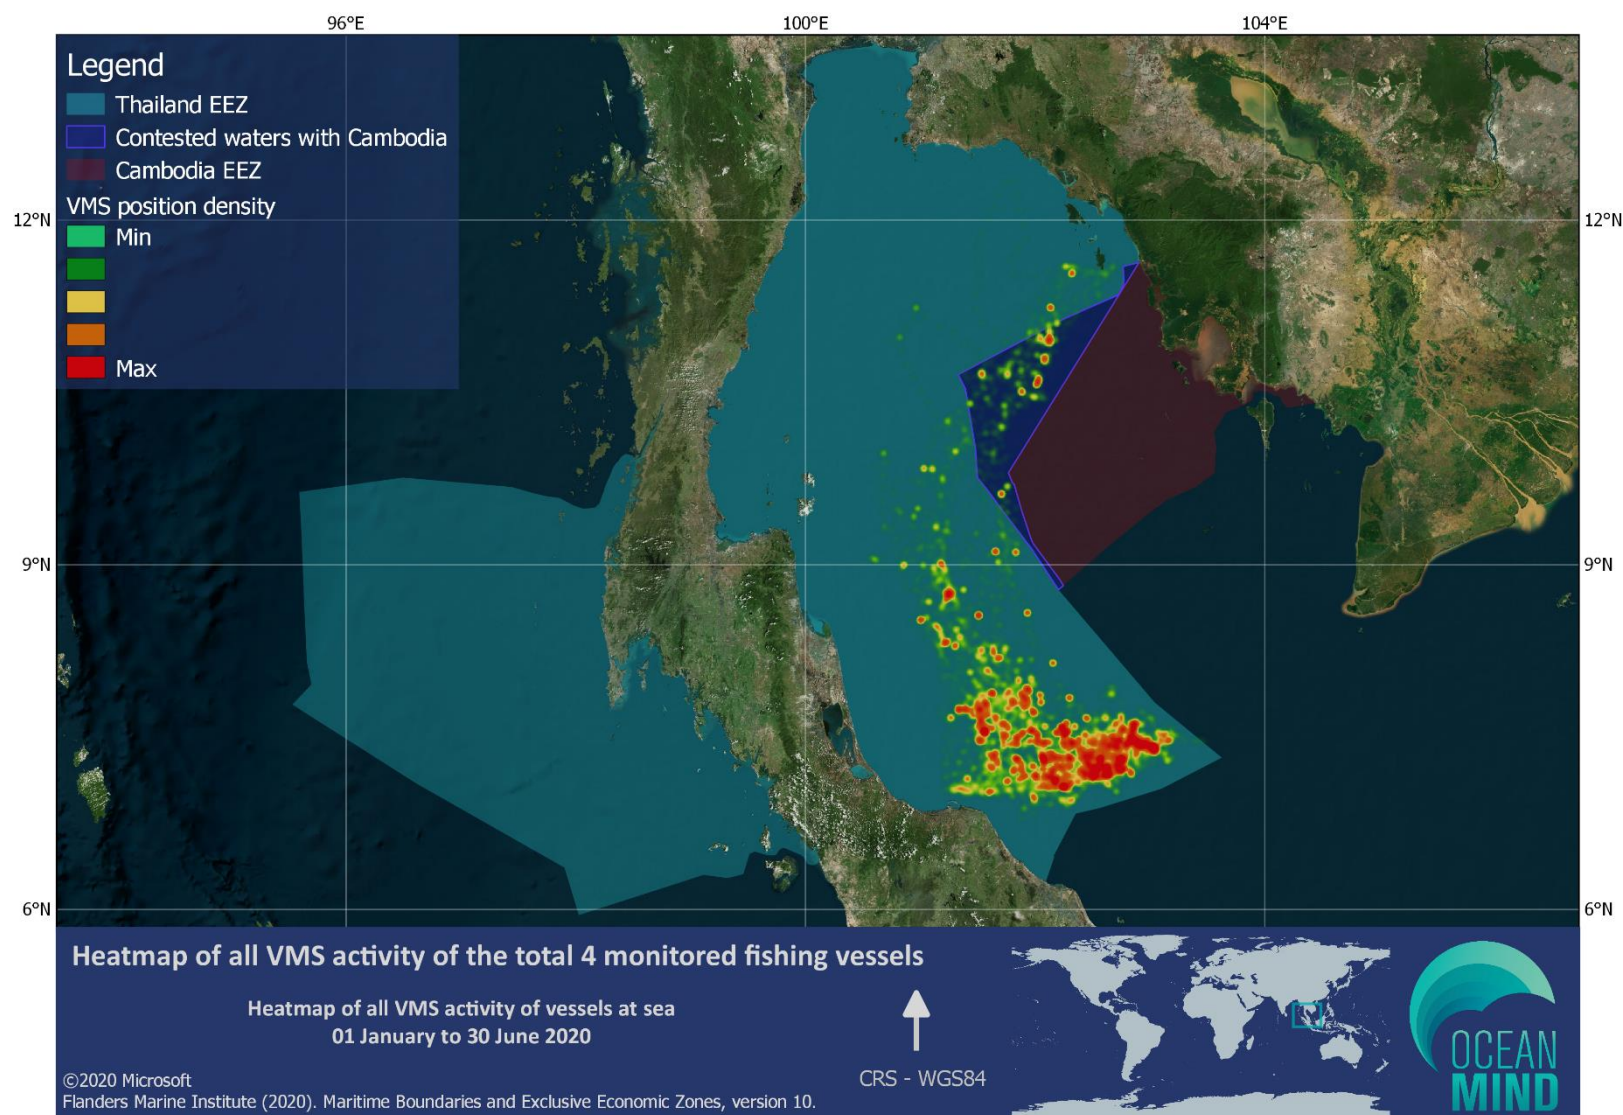 96°E 100°E 104°E
Legend
Thailand EEZ
Contested waters with Cambodia
Cambodia EEZ
VMS position density
Min
Max
12°N 12°N
9°N 9°N
6°N 6°N
Heatmap of all VMS activity of the total 4 monitored fishing vessels
Heatmap of all VMS activity of vessels at sea
01 January to 30 June 2020
CRS - WGS84
©2020 Microsoft
Flanders Marine Institute (2020). Maritime Boundaries and Exclusive Economic Zones, version 10.
OCEAN
MIND